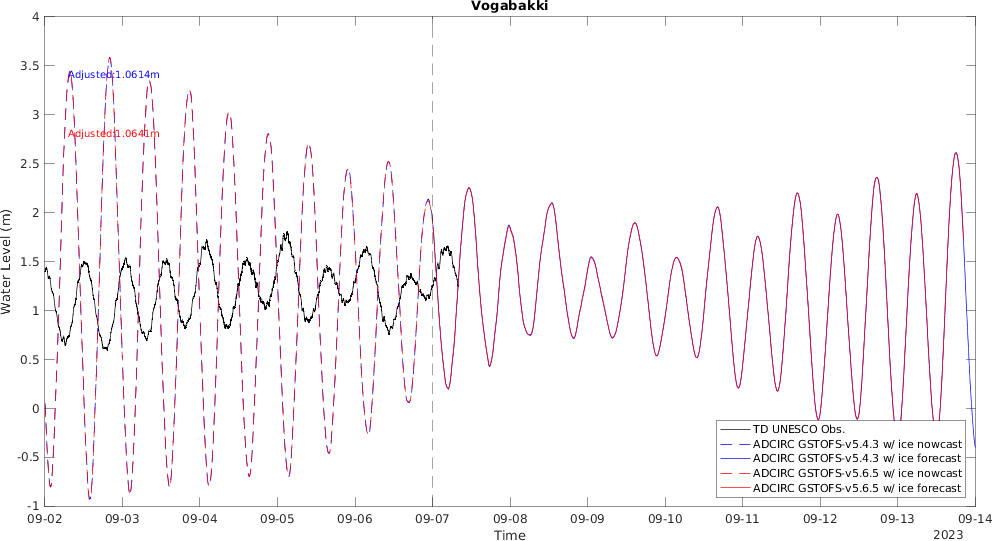 Vogabakki
Water Level (m)
4
3.5
3
2.5
2
1.5
1
0.5
0
-0.5
-1
Adjusted:1.0614m
Adjusted:1.0641m
TD UNESCO Obs.
ADCIRC GSTOFS-v5.4.3 w/ ice nowcast
ADCIRC GSTOFS-v5.4.3 w/ ice forecast
ADCIRC GSTOFS-v5.6.5 w/ ice nowcast
ADCIRC GSTOFS-v5.6.5 w/ ice forecast
09-02 09-03 09-04 09-05 09-06 09-07 09-08 09-09 09-10 09-11 09-12 09-13 09-14
Time
2023